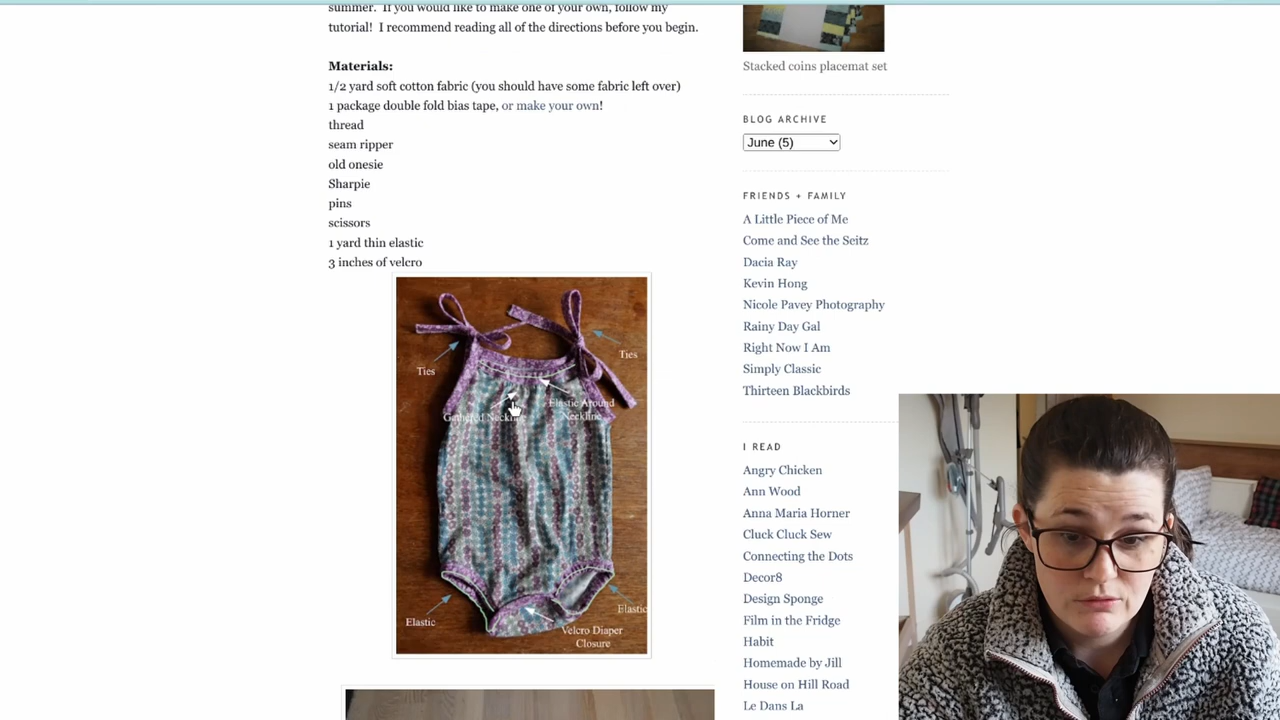 summer. If you would like to make one of your own, follow my
tutorial! I recommend reading all of the directions before you begin.
Materials:
1/2 yard soft cotton fabric (you should have some fabric left over)
1 package double fold bias tape, or make your own!
thread
seam ripper
old onesie
Sharpie
pins
scissors
1 yard thin elastic
3 inches of velcro
Ties
Ties
Gathered Neckline
Elastic Around
Neckline
Elastic
Elastic
Velcro Diaper
Closure
Stacked coins placemat set
BLOG ARCHIVE
June (5)
FRIENDS + FAMILY
A Little Piece of Me
Come and See the Seitz
Dacia Ray
Kevin Hong
Nicole Pavey Photography
Rainy Day Gal
Right Now I Am
Simply Classic
Thirteen Blackbirds
I READ
Angry Chicken
Ann Wood
Anna Maria Horner
Cluck Cluck Sew
Connecting the Dots
Decor8
Design Sponge
Film in the Fridge
Habit
Homemade by Jill
House on Hill Road
Le Dans La